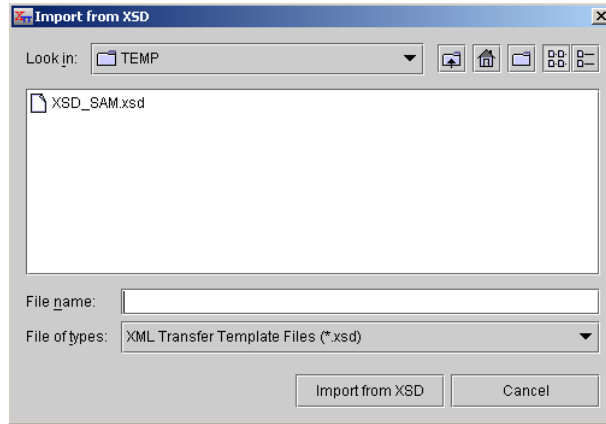 Import from XSD
Look in: TEMP
XSD_SAM.xsd
File name:
File of types: XML Transfer Template Files (*.xsd)
Import from XSD Cancel